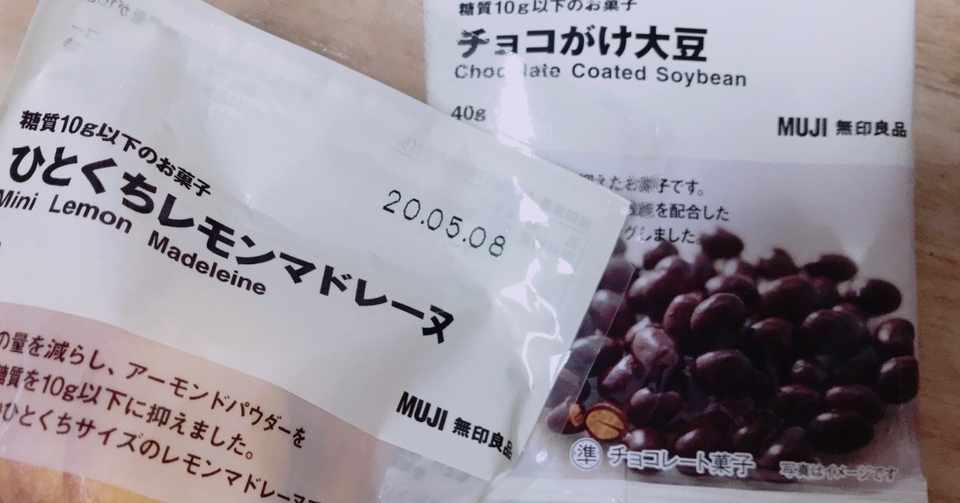 糖質10g以下のお菓子
チョコがけ大豆
Chocolate Coated Soybean
40g
MUJI 無印良品
抑えたお菓子です。
を配合した
グしました。
準 チョコレート菓子
写真はイメージです
糖質10g以下のお菓子
ひとくちレモンマドレーヌ
Mini Lemon Madeleine
20.05.08
の量を減らし、アーモンドパウダーを
糖質を10g以下に抑えました。
ひとくちサイズのレモンマドレーヌ
MUJI 無印良品